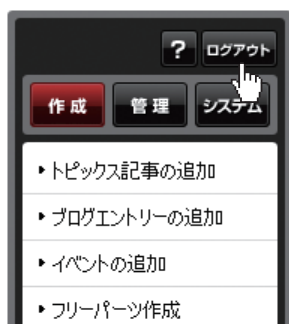 ? ログアウト
作成 管理 システム
トピックス記事の追加
ブログエントリーの追加
イベントの追加
フリーパーツ作成